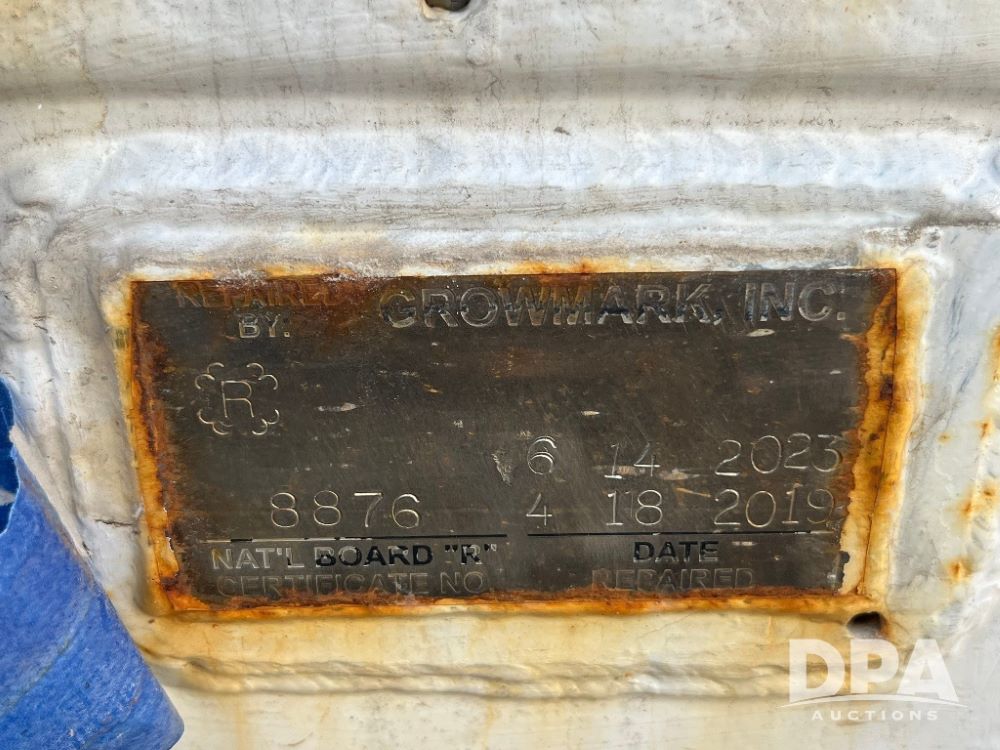 REPAIRED
BY: GROWMARK, INC.
R
6 14 2023
8876 4 18 2019
NAT'L BOARD "R" DATE
CERTIFICATE NO. REPAIRED
DPA
AUCTIONS